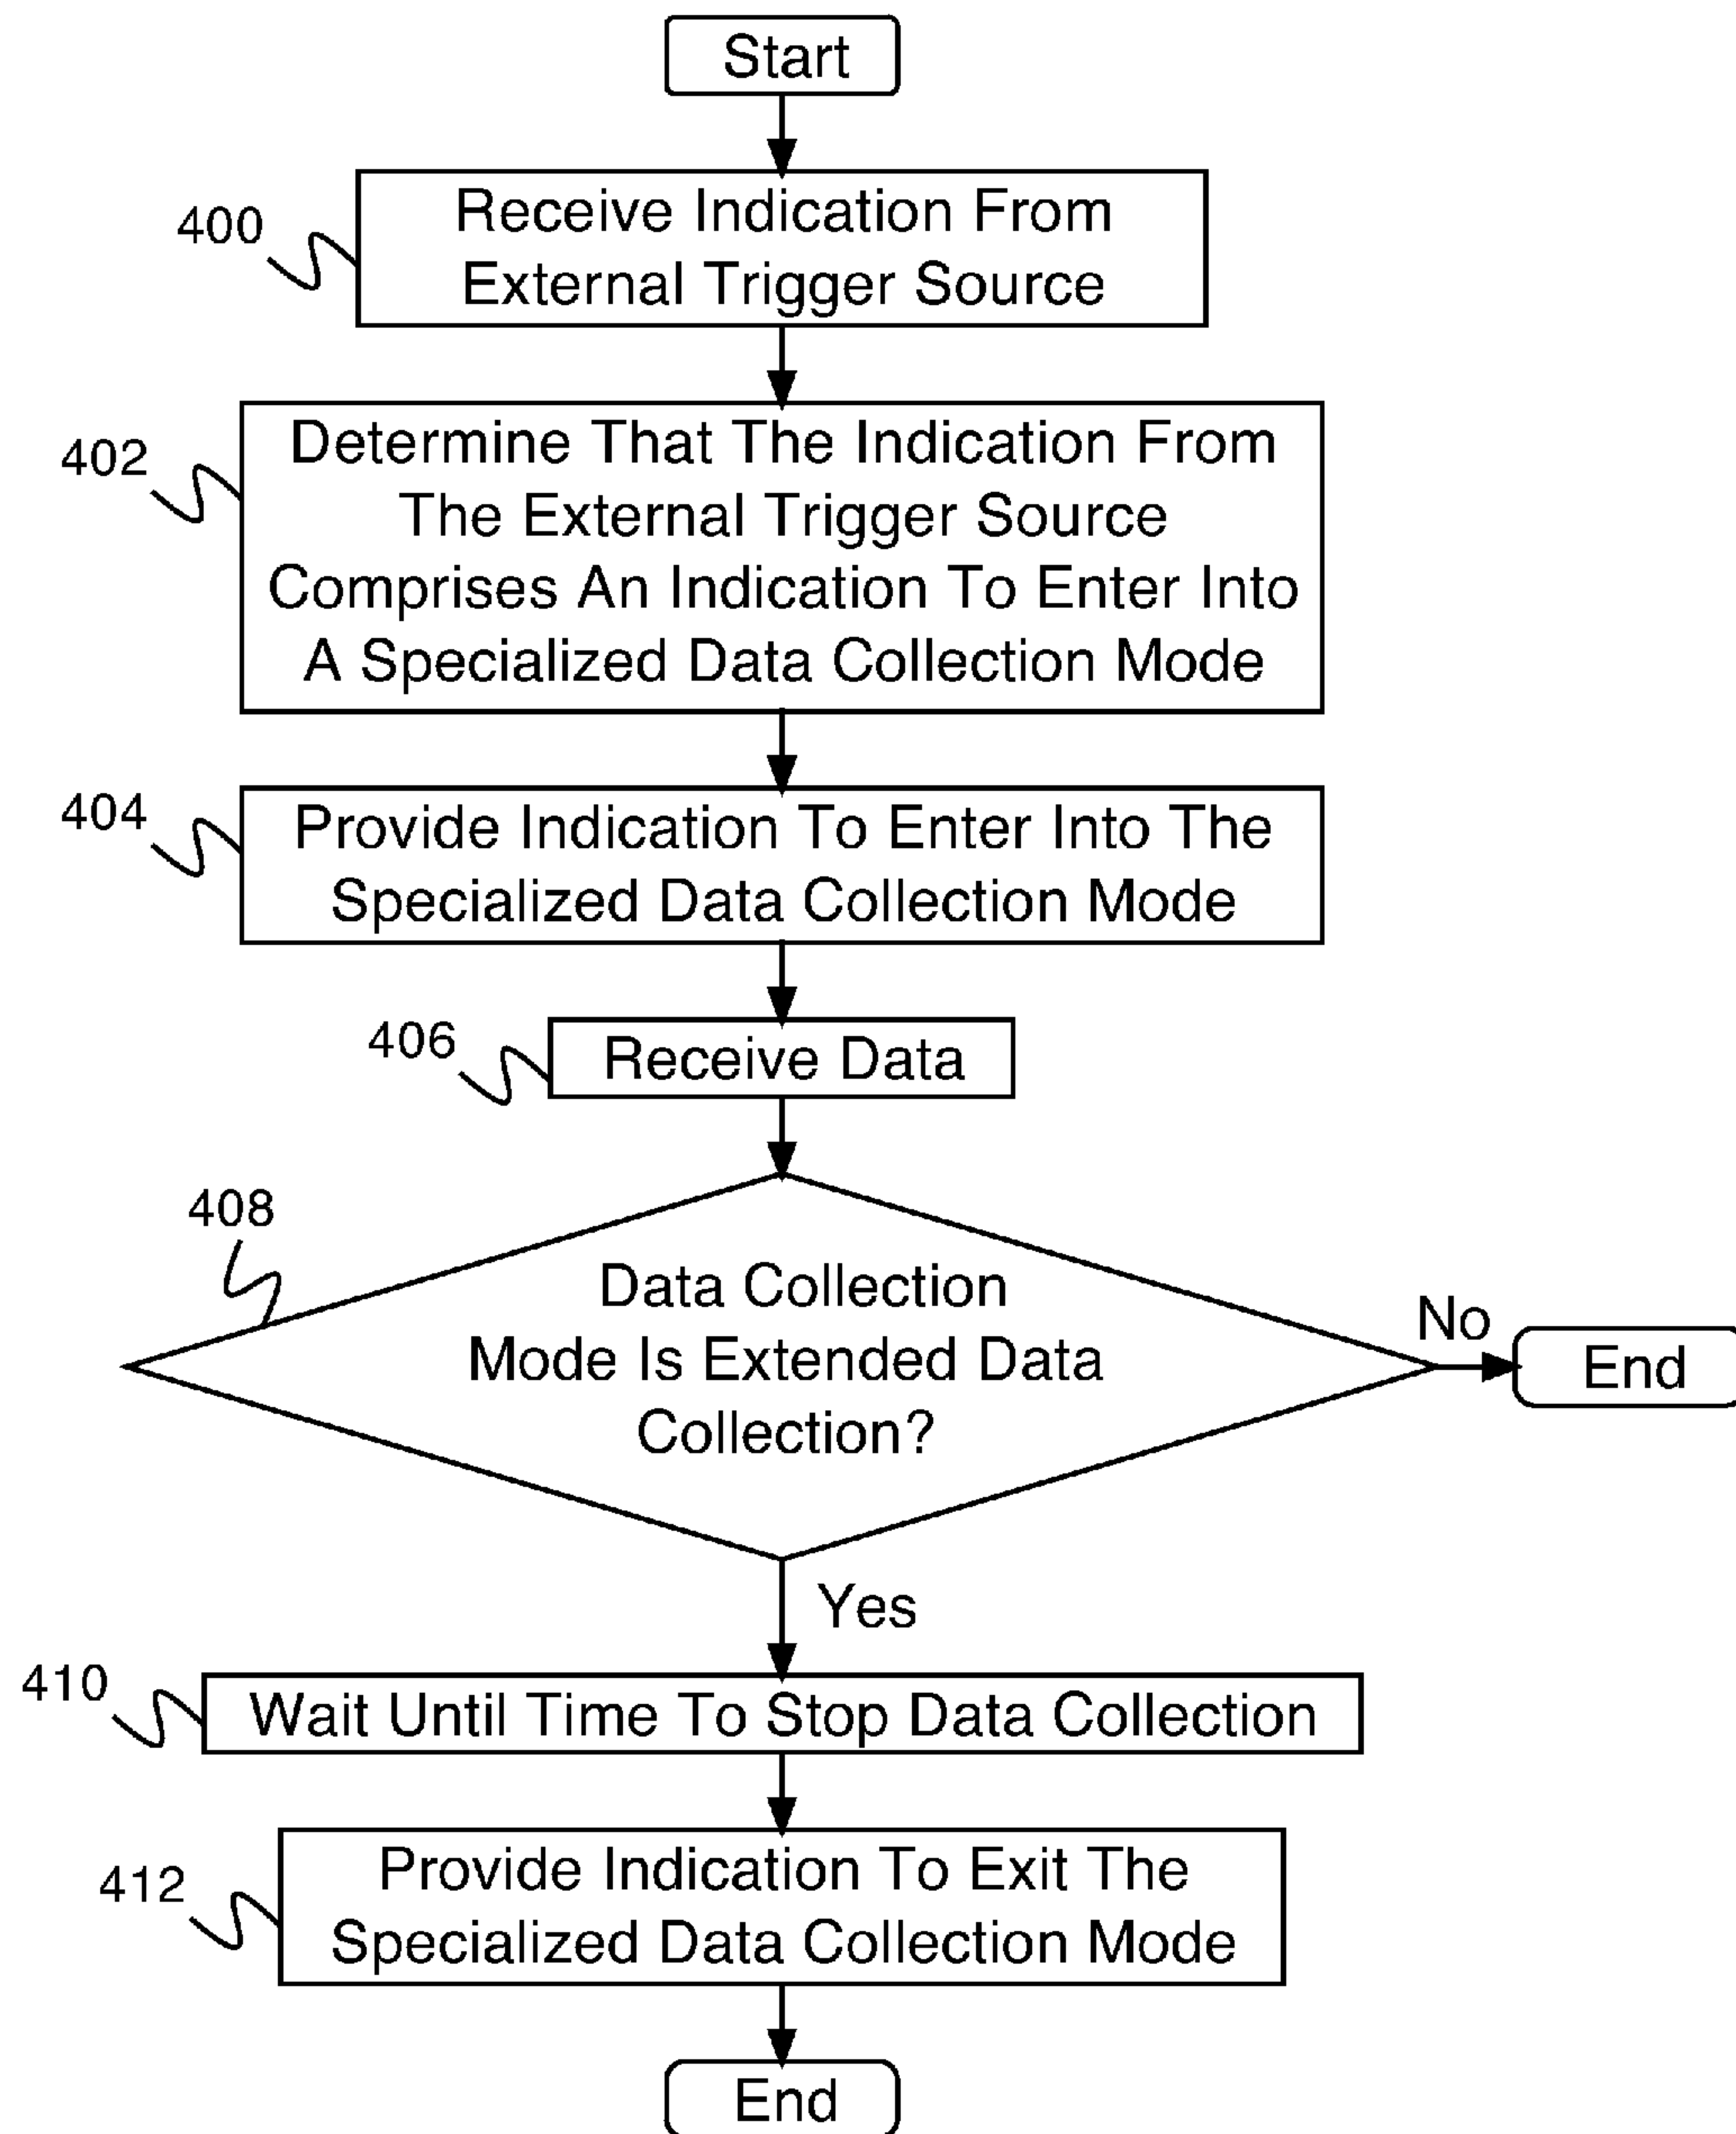 Start
400
Receive Indication From
External Trigger Source
402
Determine That The Indication From
The External Trigger Source
Comprises An Indication To Enter Into
A Specialized Data Collection Mode
404
Provide Indication To Enter Into The
Specialized Data Collection Mode
406
Receive Data
408
Data Collection
Mode Is Extended Data
Collection?
No
End
Yes
410
Wait Until Time To Stop Data Collection
412
Provide Indication To Exit The
Specialized Data Collection Mode
End